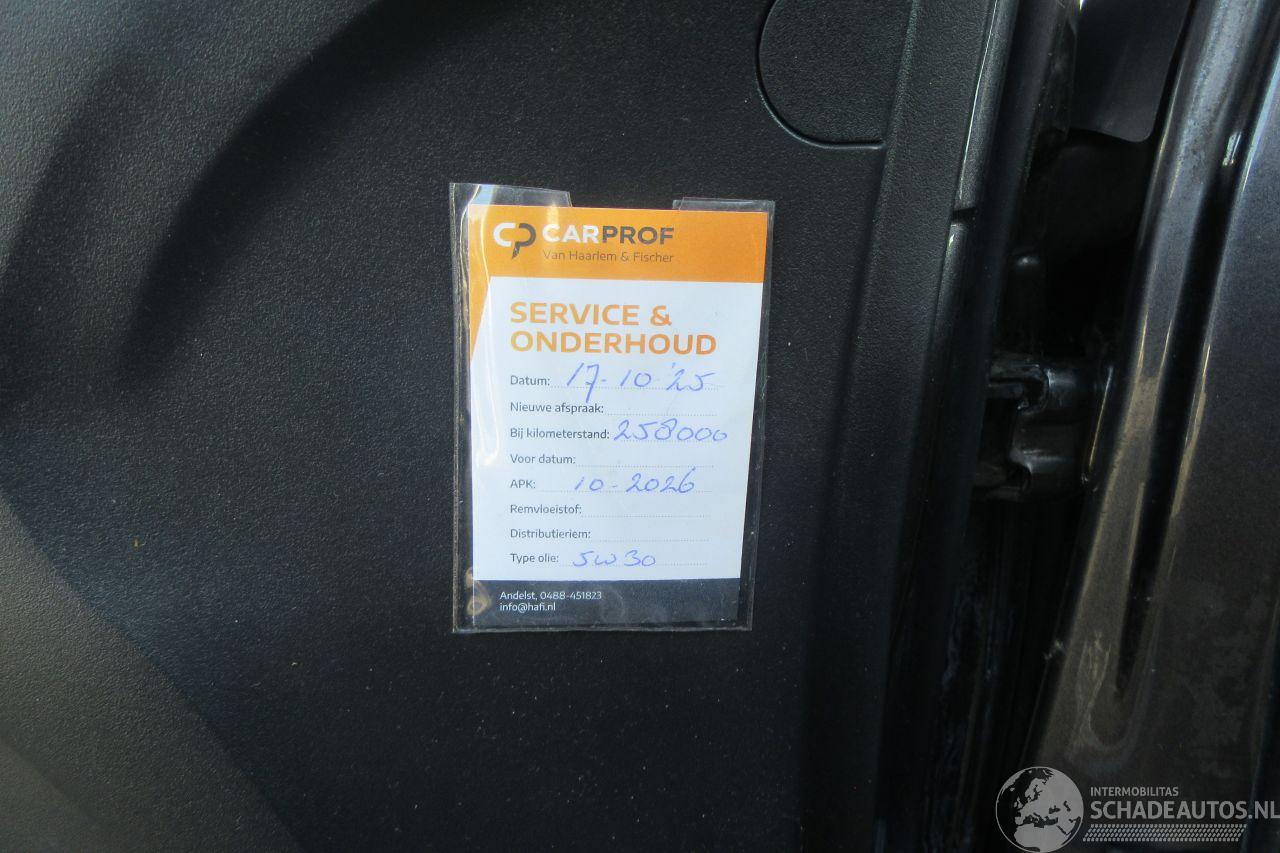 CP CARPROF
Van Haarlem & Fischer
SERVICE &
ONDERHOUD
Datum: 17-10'25
Nieuwe afspraak:
Bij kilometerstand: 258000
Voor datum:
APK: 10-2026
Remvloeistof:
Distributieriem:
Type olie: 5W30
Andelst, 0488-451823
info@hafi.nl
INTERMOBILITAS
SCHADEAUTOS.NL